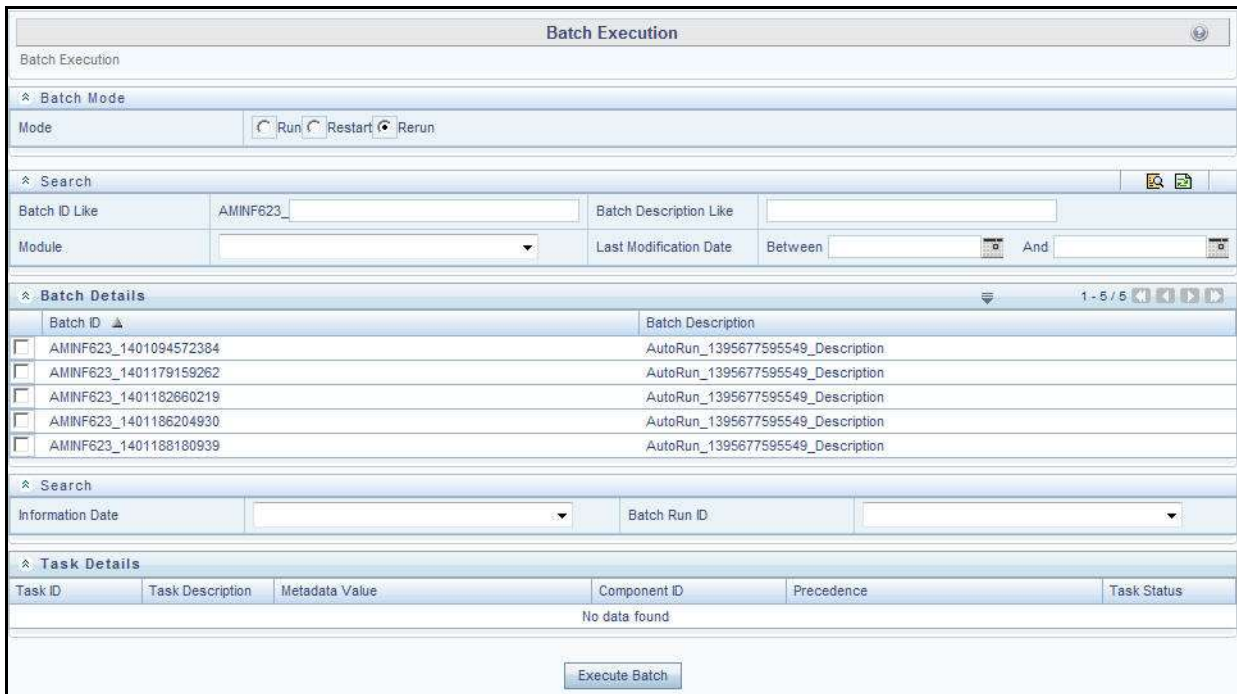 Batch Execution
Batch Execution
Batch Mode
Mode Run Restart Rerun
Search
Batch ID Like AMINF623_ Batch Description Like
Module Last Modification Date Between And
Batch Details 1 - 5 / 5
Batch ID Batch Description
AMINF623_1401094572384 AutoRun_1395677595549_Description
AMINF623_1401179159262 AutoRun_1395677595549_Description
AMINF623_1401182660219 AutoRun_1395677595549_Description
AMINF623_1401186204930 AutoRun_1395677595549_Description
AMINF623_1401188180939 AutoRun_1395677595549_Description
Search
Information Date Batch Run ID
Task Details
Task ID Task Description Metadata Value Component ID Precedence Task Status
No data found
Execute Batch